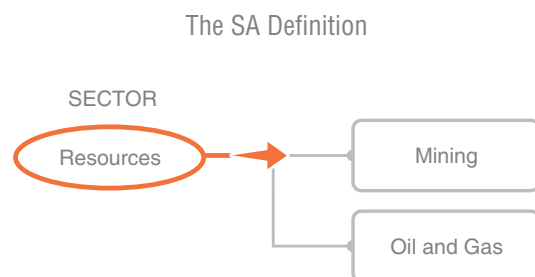 The SA Definition
SECTOR
Resources
Mining
Oil and Gas